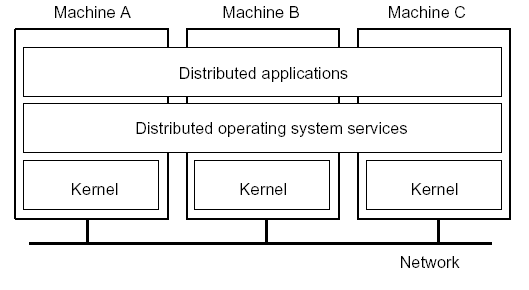 Machine A
Machine B
Machine C
Distributed applications
Distributed operating system services
Kernel
Kernel
Kernel
Network